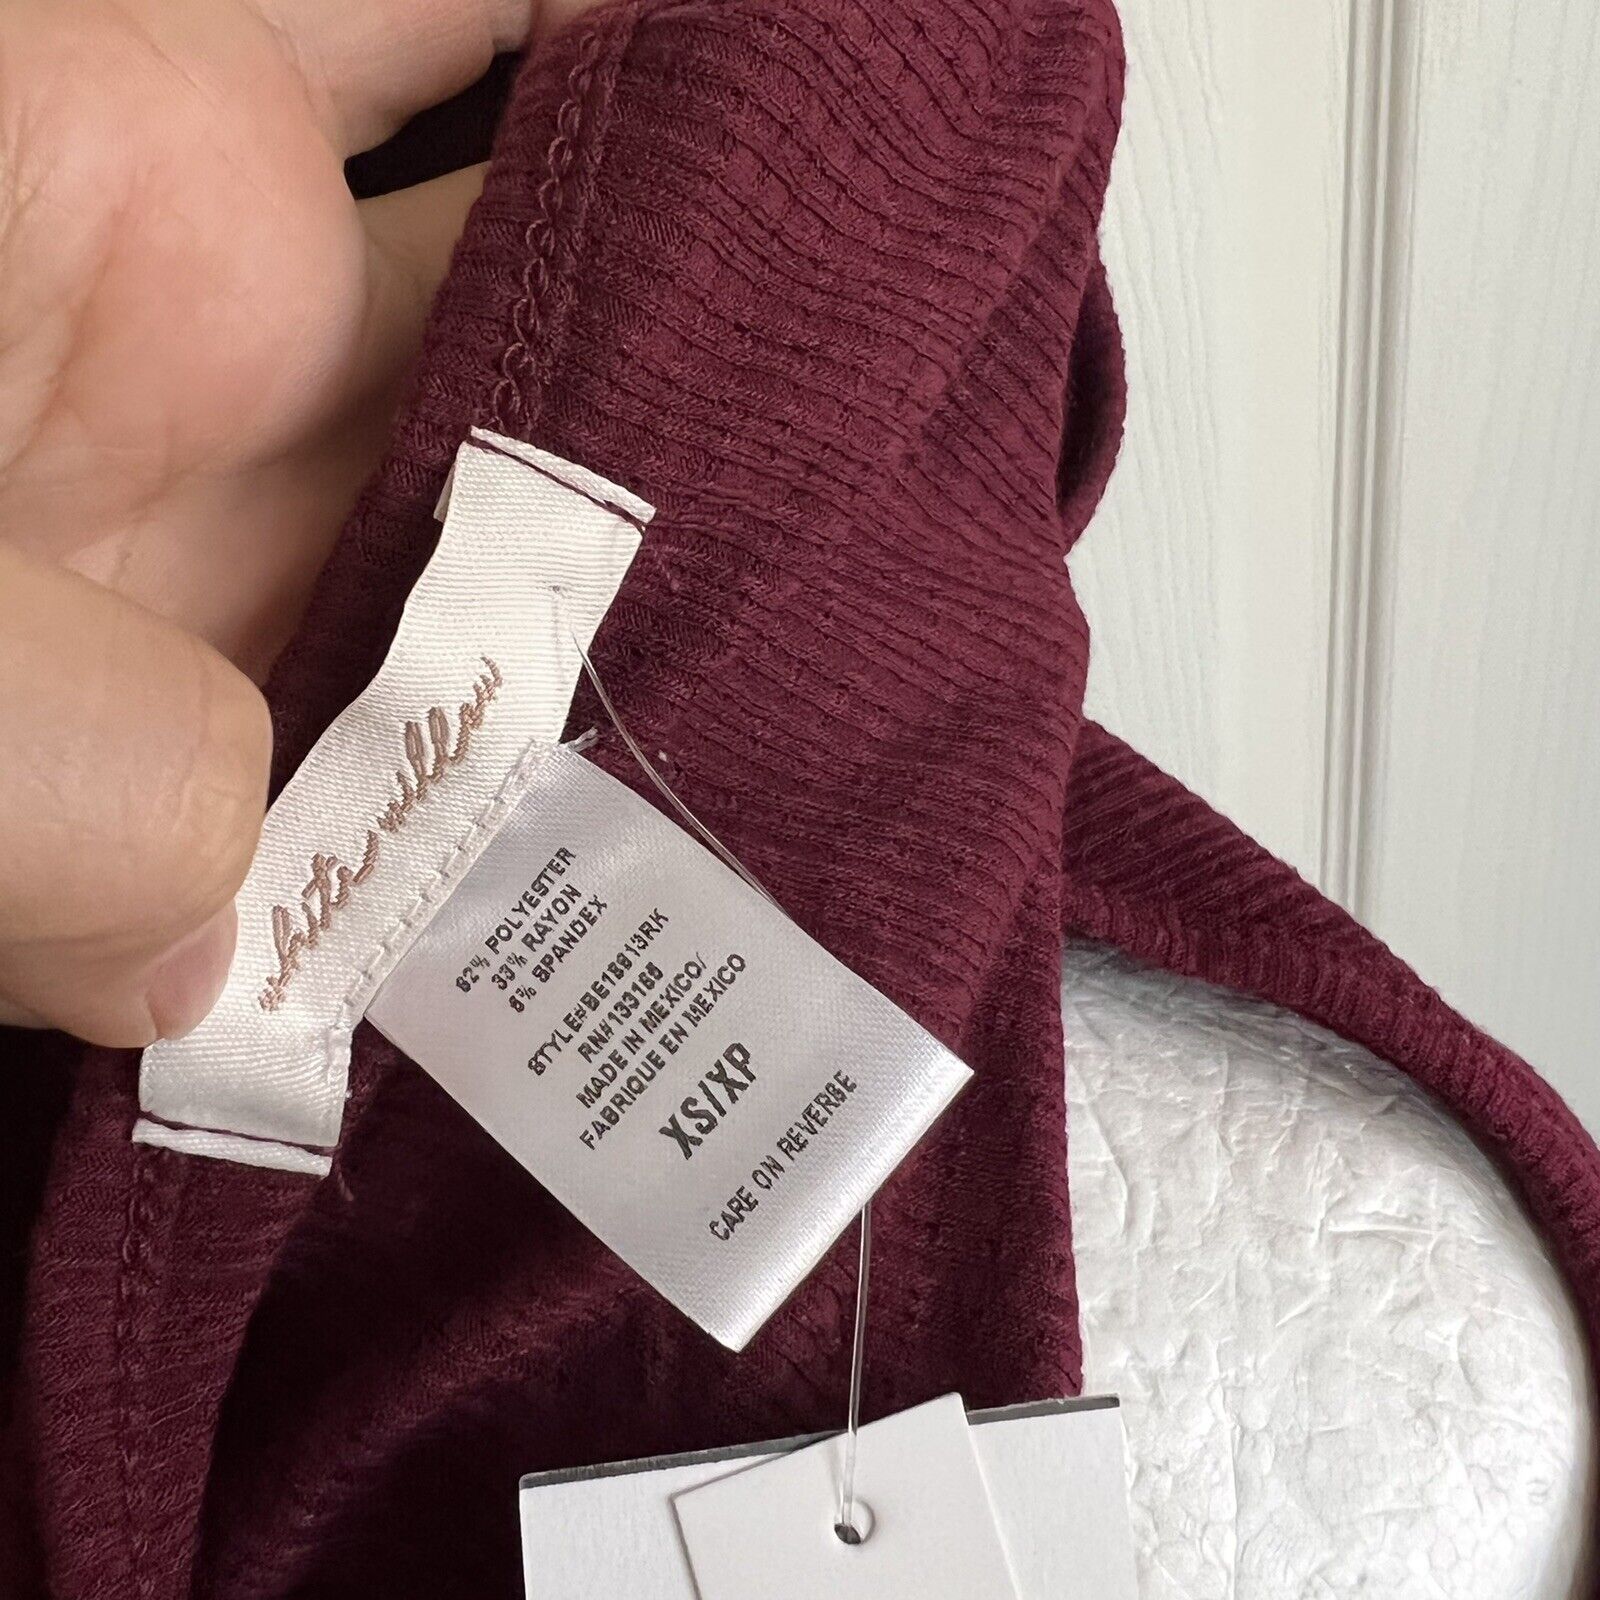 white willow
62% POLYESTER
33% RAYON
5% SPANDEX
STYLE#BE18813RK
RN#133166
MADE IN MEXICO/
FABRIQUE EN MEXICO
XS/XP
CARE ON REVERSE